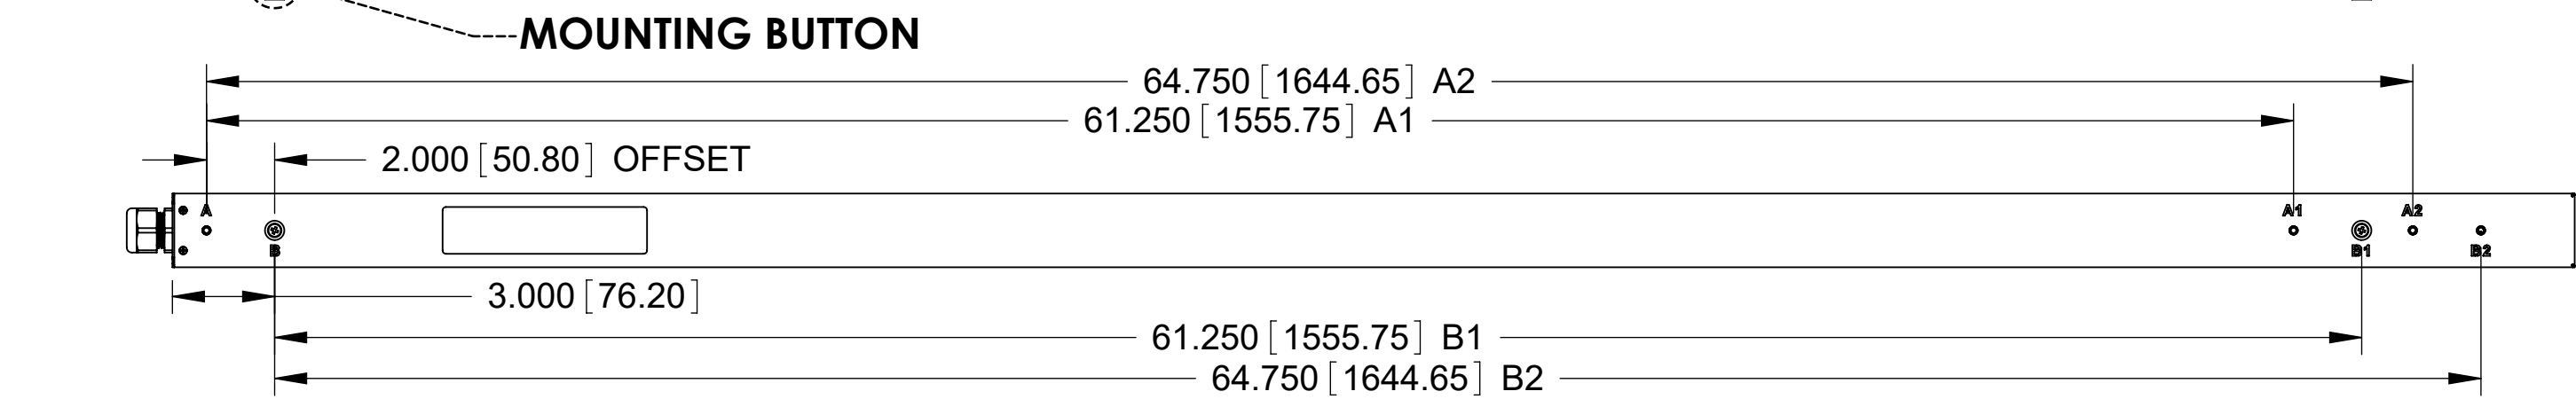 MOUNTING BUTTON
64.750 [1644.65] A2
61.250 [1555.75] A1
2.000 [50.80] OFFSET
A A1 A2
B B1 B2
3.000 [76.20]
61.250 [1555.75] B1
64.750 [1644.65] B2